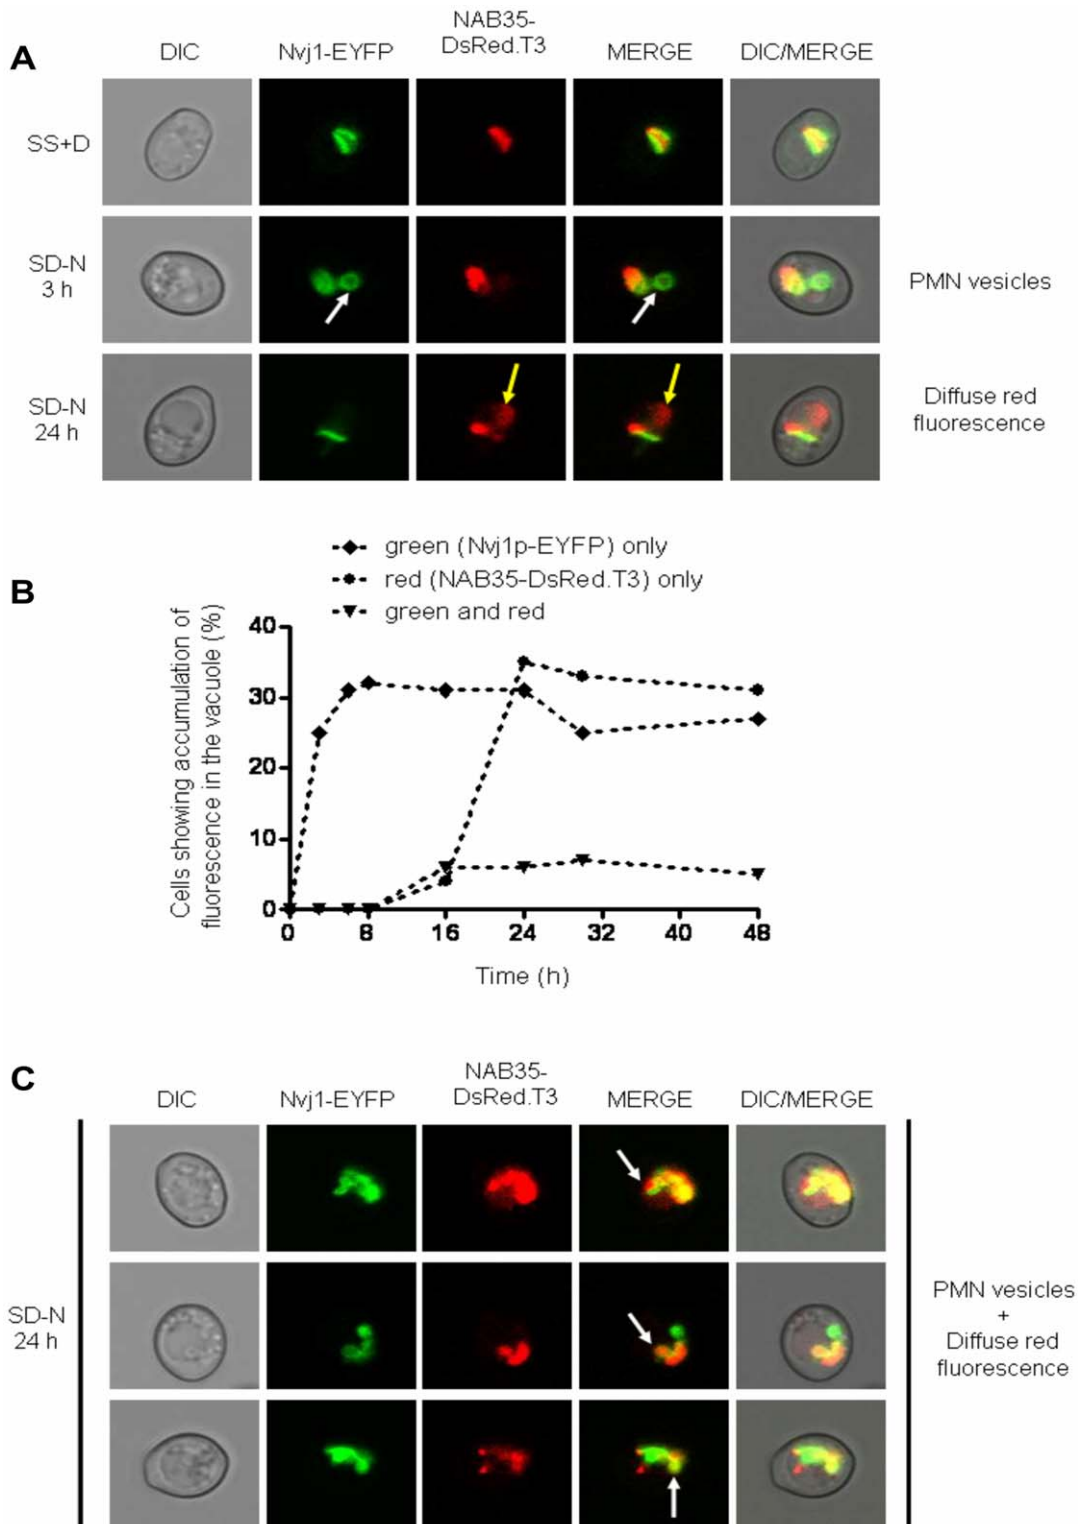 NAB35-
A DIC Nvj1-EYFP DsRed.T3 MERGE DIC/MERGE
SS+D
SD-N
3 h
PMN vesicles
SD-N
24 h
Diffuse red
fluorescence
B
green (Nvj1p-EYFP) only
red (NAB35-DsRed.T3) only
green and red
Cells showing accumulation of
fluorescence in the vacuole (%)
40
30
20
10
0
0 8 16 24 32 40 48
Time (h)
C
NAB35-
DIC Nvj1-EYFP DsRed.T3 MERGE DIC/MERGE
SD-N
24 h
PMN vesicles
+
Diffuse red
fluorescence